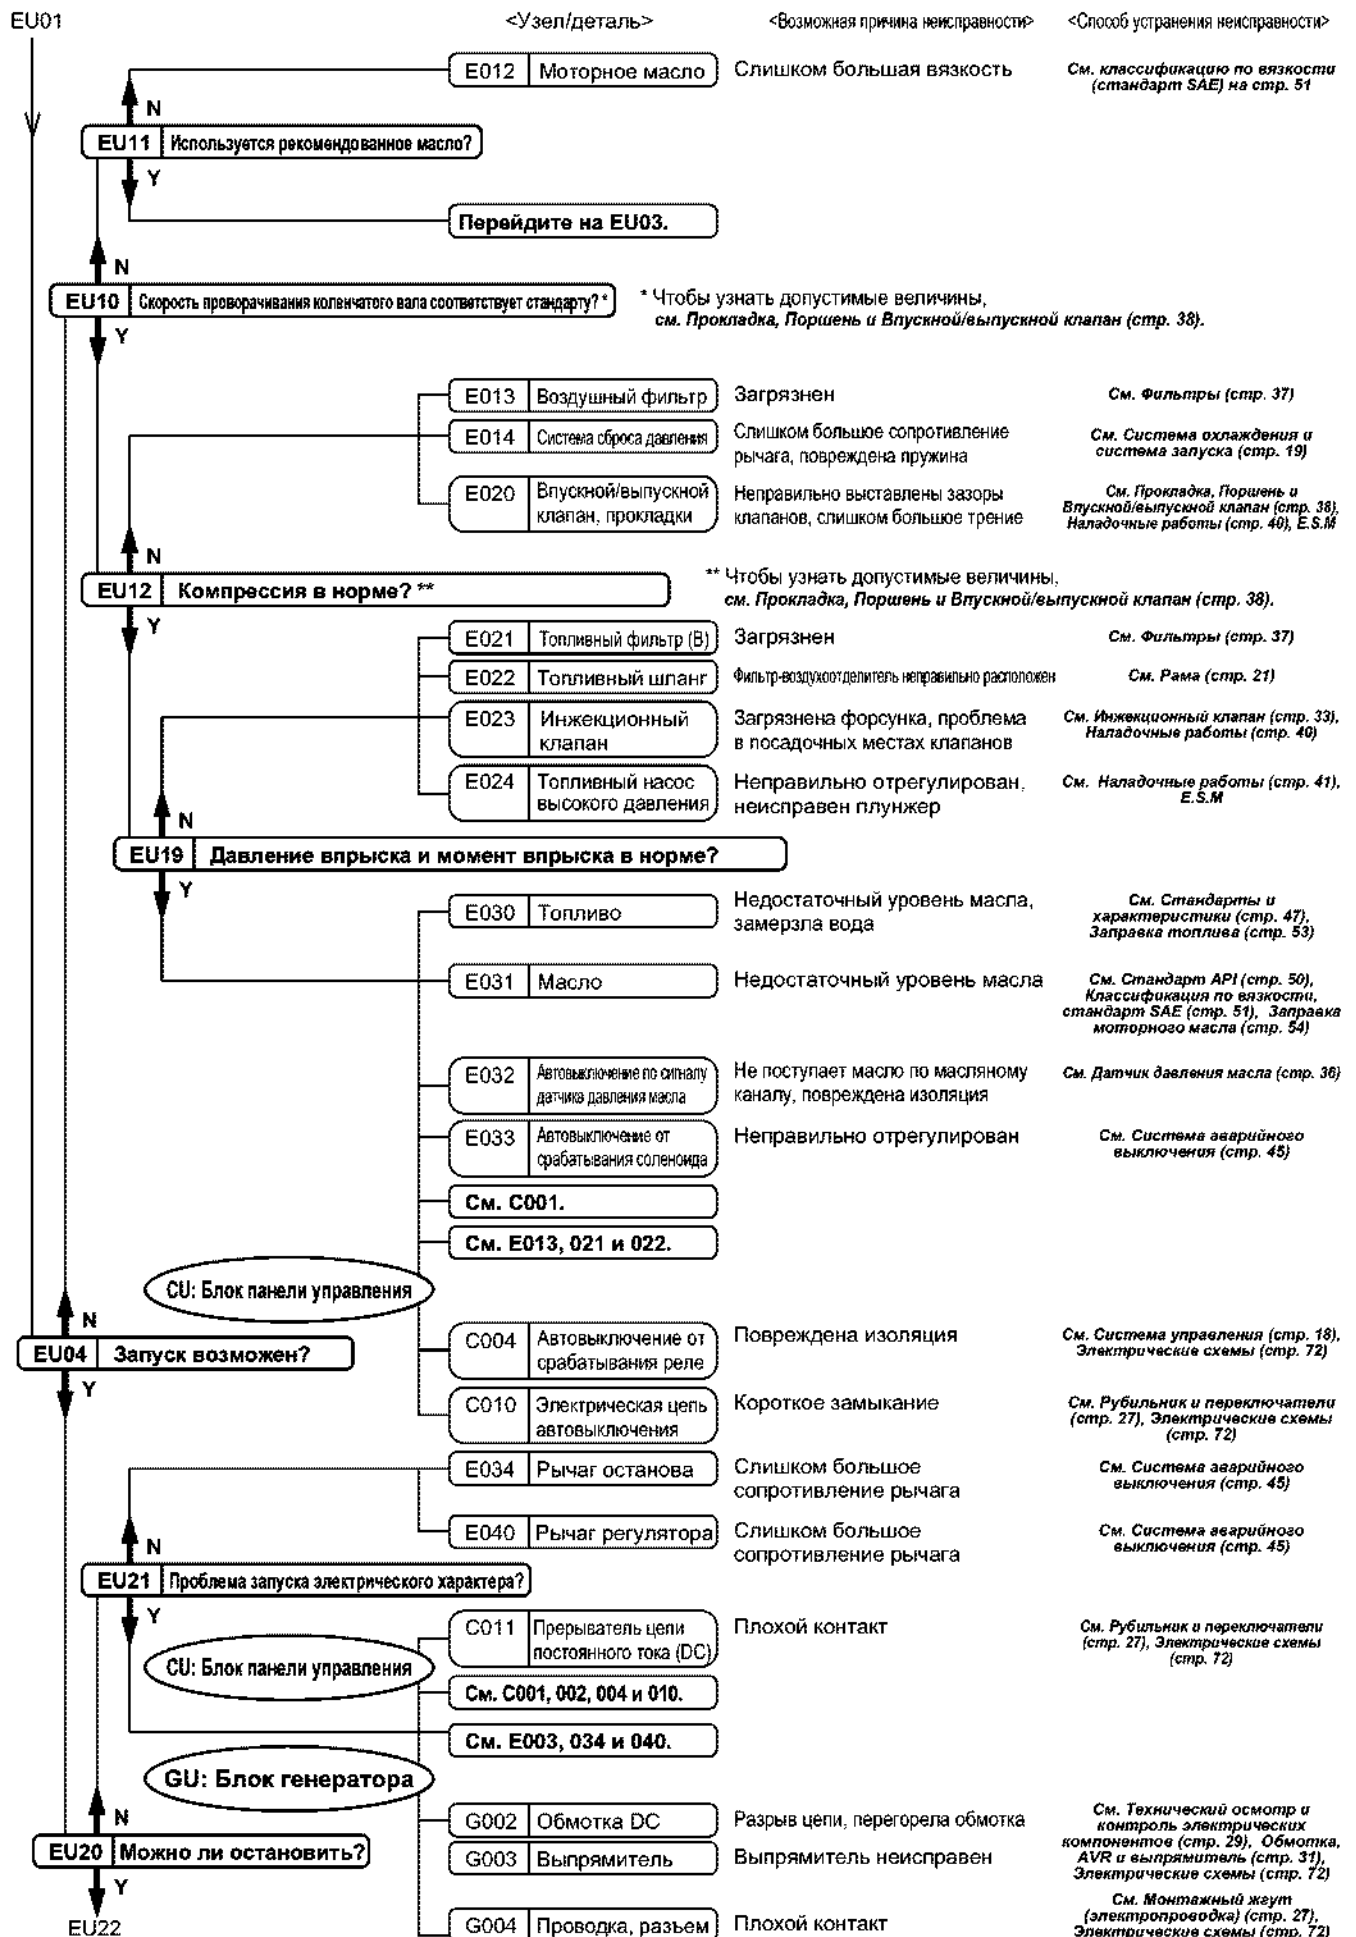 EU01
<Узел/деталь>
<Возможная причина неисправности>
<Способ устранения неисправности>
E012 Моторное масло
Слишком большая вязкость
См. классификацию по вязкости
(стандарт SAE) на стр. 51
N
EU11 Используется рекомендованное масло?
Y
Перейдите на EU03.
N
EU10 Скорость проворачивания коленчатого вала соответствует стандарту? *
* Чтобы узнать допустимые величины,
см. Прокладка, Поршень и Впускной/выпускной клапан (стр. 38).
Y
E013 Воздушный фильтр
Загрязнен
См. Фильтры (стр. 37)
E014 Система сброса давления
Слишком большое сопротивление
рычага, повреждена пружина
См. Система охлаждения и
система запуска (стр. 19)
E020 Впускной/выпускной
клапан, прокладки
Неправильно выставлены зазоры
клапанов, слишком большое трение
См. Прокладка, Поршень и
Впускной/выпускной клапан (стр. 38),
Наладочные работы (стр. 40), E.S.M
N
EU12 Компрессия в норме? **
** Чтобы узнать допустимые величины,
см. Прокладка, Поршень и Впускной/выпускной клапан (стр. 38).
Y
E021 Топливный фильтр (B)
Загрязнен
См. Фильтры (стр. 37)
E022 Топливный шланг
Фильтр-воздухоотделитель неправильно расположен
См. Рама (стр. 21)
E023 Инжекционный
клапан
Загрязнена форсунка, проблема
в посадочных местах клапанов
См. Инжекционный клапан (стр. 33),
Наладочные работы (стр. 40)
E024 Топливный насос
высокого давления
Неправильно отрегулирован,
неисправен плунжер
См. Наладочные работы (стр. 41),
E.S.M
N
EU19 Давление впрыска и момент впрыска в норме?
Y
E030 Топливо
Недостаточный уровень масла,
замерзла вода
См. Стандарты и
характеристики (стр. 47),
Заправка топлива (стр. 53)
E031 Масло
Недостаточный уровень масла
См. Стандарт API (стр. 50),
Классификация по вязкости,
стандарт SAE (стр. 51), Заправка
моторного масла (стр. 54)
E032 Автовыключение по сигналу
датчика давления масла
Не поступает масло по масляному
каналу, повреждена изоляция
См. Датчик давления масла (стр. 36)
E033 Автовыключение от
срабатывания соленоида
Неправильно отрегулирован
См. Система аварийного
выключения (стр. 45)
См. C001.
См. E013, 021 и 022.
CU: Блок панели управления
N
EU04 Запуск возможен?
Y
C004 Автовыключение от
срабатывания реле
Повреждена изоляция
См. Система управления (стр. 18),
Электрические схемы (стр. 72)
C010 Электрическая цепь
автовыключения
Короткое замыкание
См. Рубильник и переключатели
(стр. 27), Электрические схемы
(стр. 72)
E034 Рычаг останова
Слишком большое
сопротивление рычага
См. Система аварийного
выключения (стр. 45)
E040 Рычаг регулятора
Слишком большое
сопротивление рычага
См. Система аварийного
выключения (стр. 45)
N
EU21 Проблема запуска электрического характера?
Y
C011 Прерыватель цепи
постоянного тока (DC)
Плохой контакт
См. Рубильник и переключатели
(стр. 27), Электрические схемы
(стр. 72)
CU: Блок панели управления
См. C001, 002, 004 и 010.
См. E003, 034 и 040.
GU: Блок генератора
N
EU20 Можно ли остановить?
Y
EU22
G002 Обмотка DC
Разрыв цепи, перегорела обмотка
G003 Выпрямитель
Выпрямитель неисправен
См. Технический осмотр и
контроль электрических
компонентов (стр. 29), Обмотка,
AVR и выпрямитель (стр. 31),
Электрические схемы (стр. 72)
G004 Проводка, разъем
Плохой контакт
См. Монтажный жгут
(электропроводка) (стр. 27),
Электрические схемы (стр. 72)